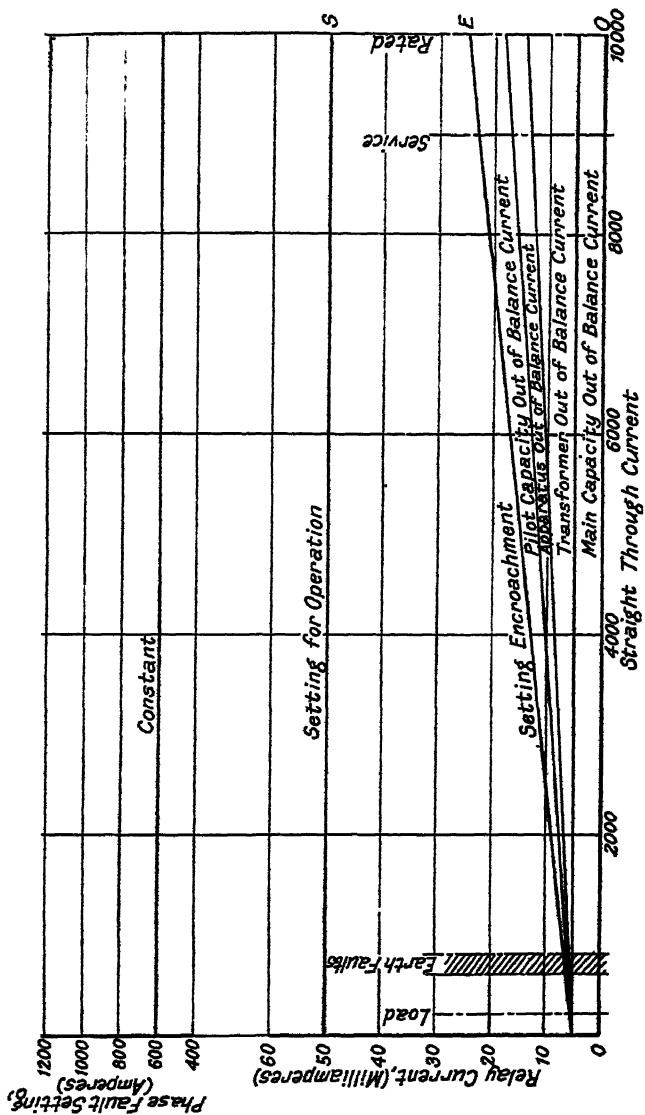 S
E
O
Rated
10000
Service
8000
6000
4000
2000
Straight Through Current
Constant
Setting for Operation
Setting Encroachment
Pilot Capacity Out of Balance Current
Apparatus Out of Balance Current
Transformer Out of Balance Current
Main Capacity Out of Balance Current
Earth Faults
Load
1200
1000
800
600
400
50
40
30
20
10
0
Phase Fault Setting,
(Amperes)
Relay Current, (Milliamperes)